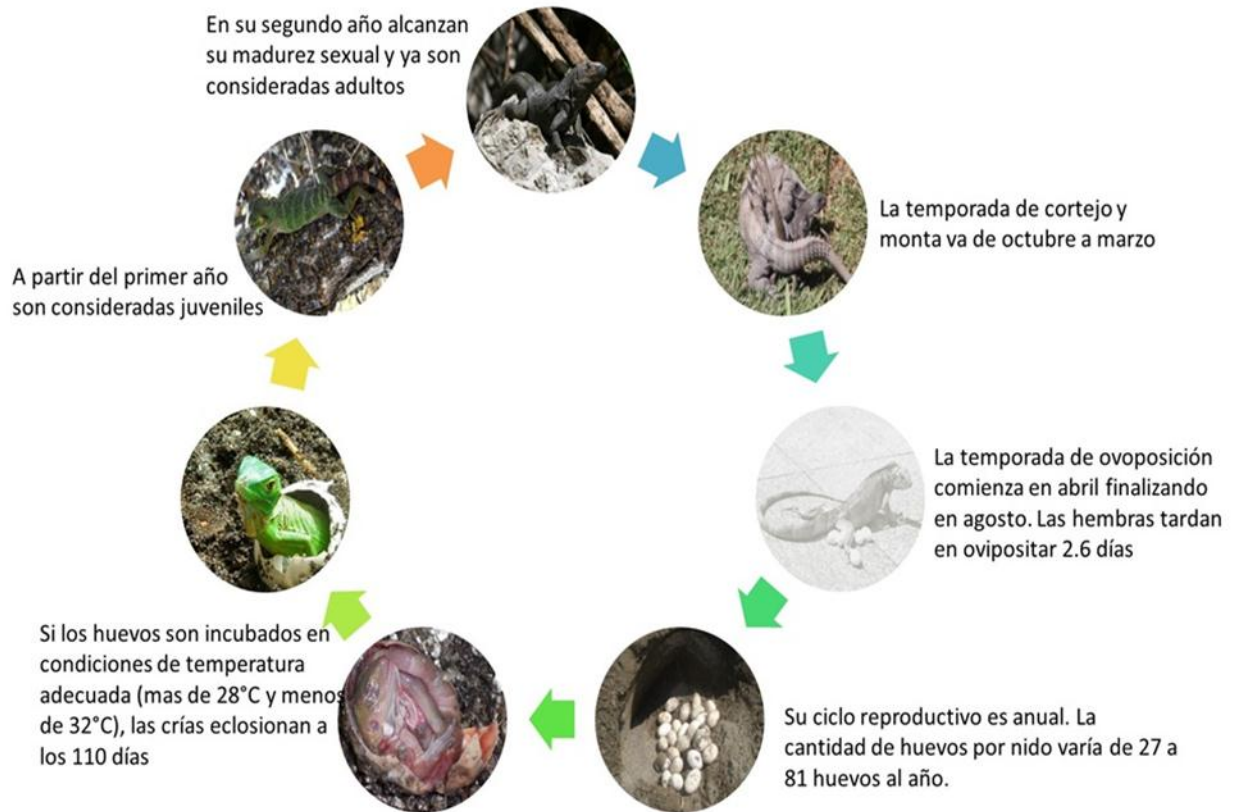 En su segundo año alcanzan
su madurez sexual y ya son
consideradas adultos
La temporada de cortejo y
monta va de octubre a marzo
La temporada de ovoposición
comienza en abril finalizando
en agosto. Las hembras tardan
en ovipositar 2.6 días
Su ciclo reproductivo es anual. La
cantidad de huevos por nido varía de 27 a
81 huevos al año.
Si los huevos son incubados en
condiciones de temperatura
adecuada (mas de 28°C y menos
de 32°C), las crías eclosionan a
los 110 días
A partir del primer año
son consideradas juveniles